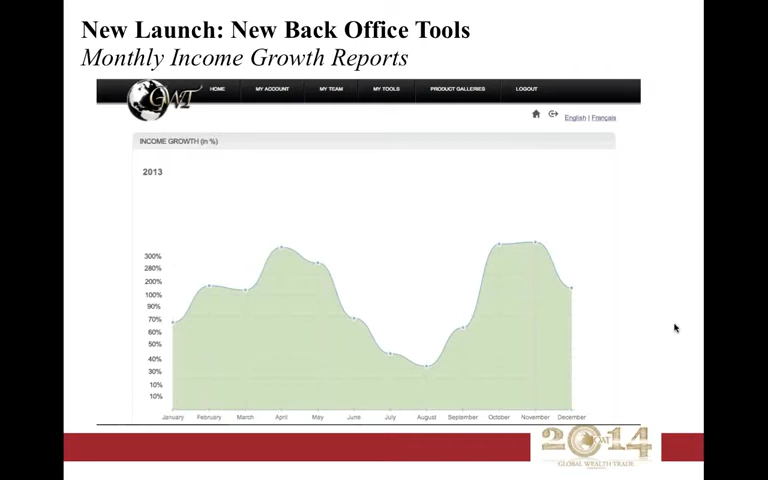 New Launch: New Back Office Tools
Monthly Income Growth Reports
GWT
HOME MY ACCOUNT MY TEAM MY TOOLS PRODUCT GALLERIES LOGOUT
English | Français
INCOME GROWTH (in %)
2013
300%
280%
200%
100%
90%
70%
60%
50%
40%
30%
10%
10%
January February March April May June July August September October November December
2014
GWT
GLOBAL WEALTH TRADE